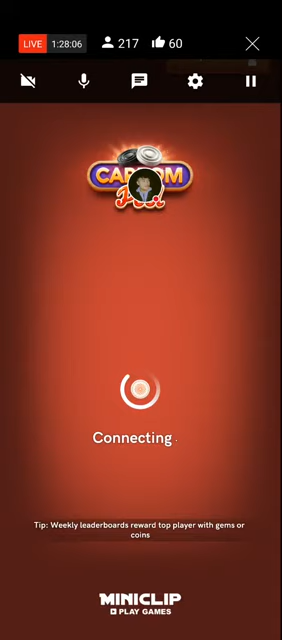 LIVE 1:28:06 217 60
CARROM
Connecting .
Tip: Weekly leaderboards reward top player with gems or
coins
MINICLIP
PLAY GAMES